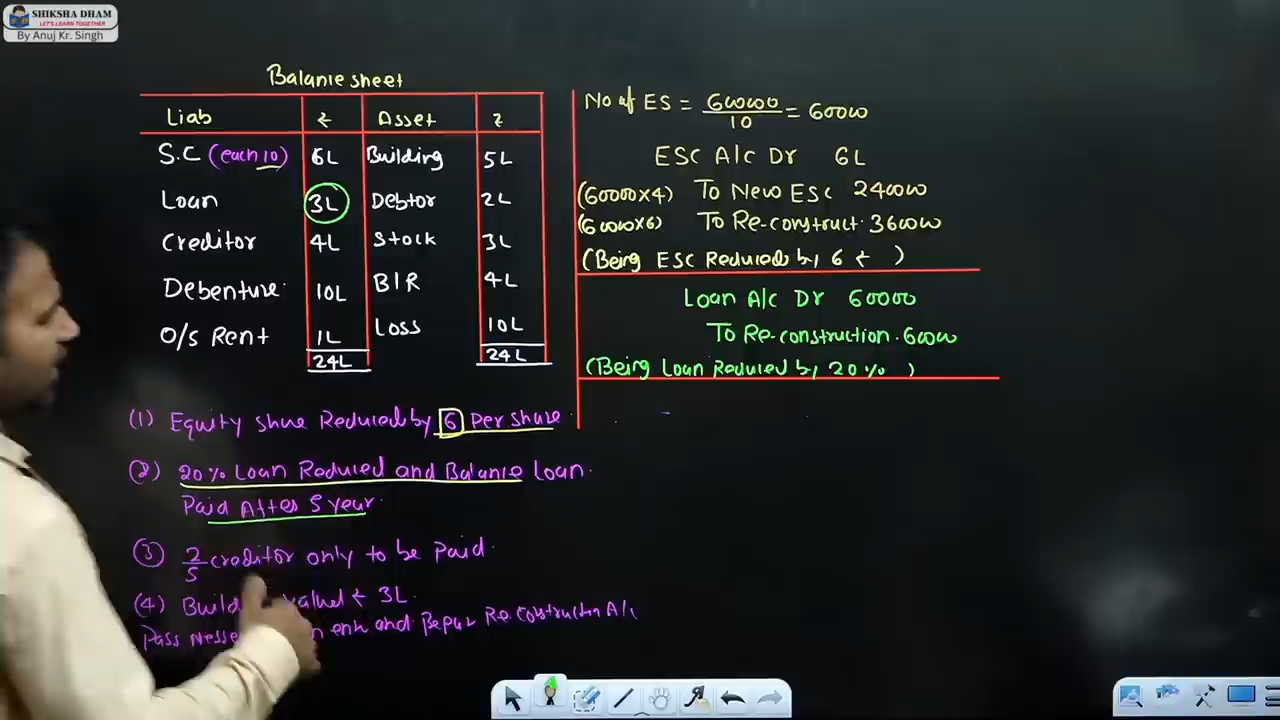 SHIKSHA DHAM
LET'S LEARN TOGETHER
By Anuj Kr. Singh
Balance sheet
Liab ₹ Asset ₹
S.C (each 10) 6L Building 5L
Loan 3L Debtor 2L
Creditor 4L Stock 3L
Debenture 10L B/R 4L
O/s Rent 1L Loss 10L
24L 24L
(1) Equity share Reduced by 6 Per share
(2) 20% Loan Reduced and Balance Loan
Paid After 5 year.
(3) 2/5 creditor only to be Paid.
(4) Build value ₹ 3L.
Pass and Re.construction A/c
No of ES = 600000/10 = 60000
ESC A/c Dr 6L
(60000×4) To New ESC 240000
(60000×6) To Re-construct. 360000
(Being ESC Reduced by 6 ₹ )
Loan A/c Dr 60000
To Re-construction. 60000
(Being Loan Reduced by 20% )